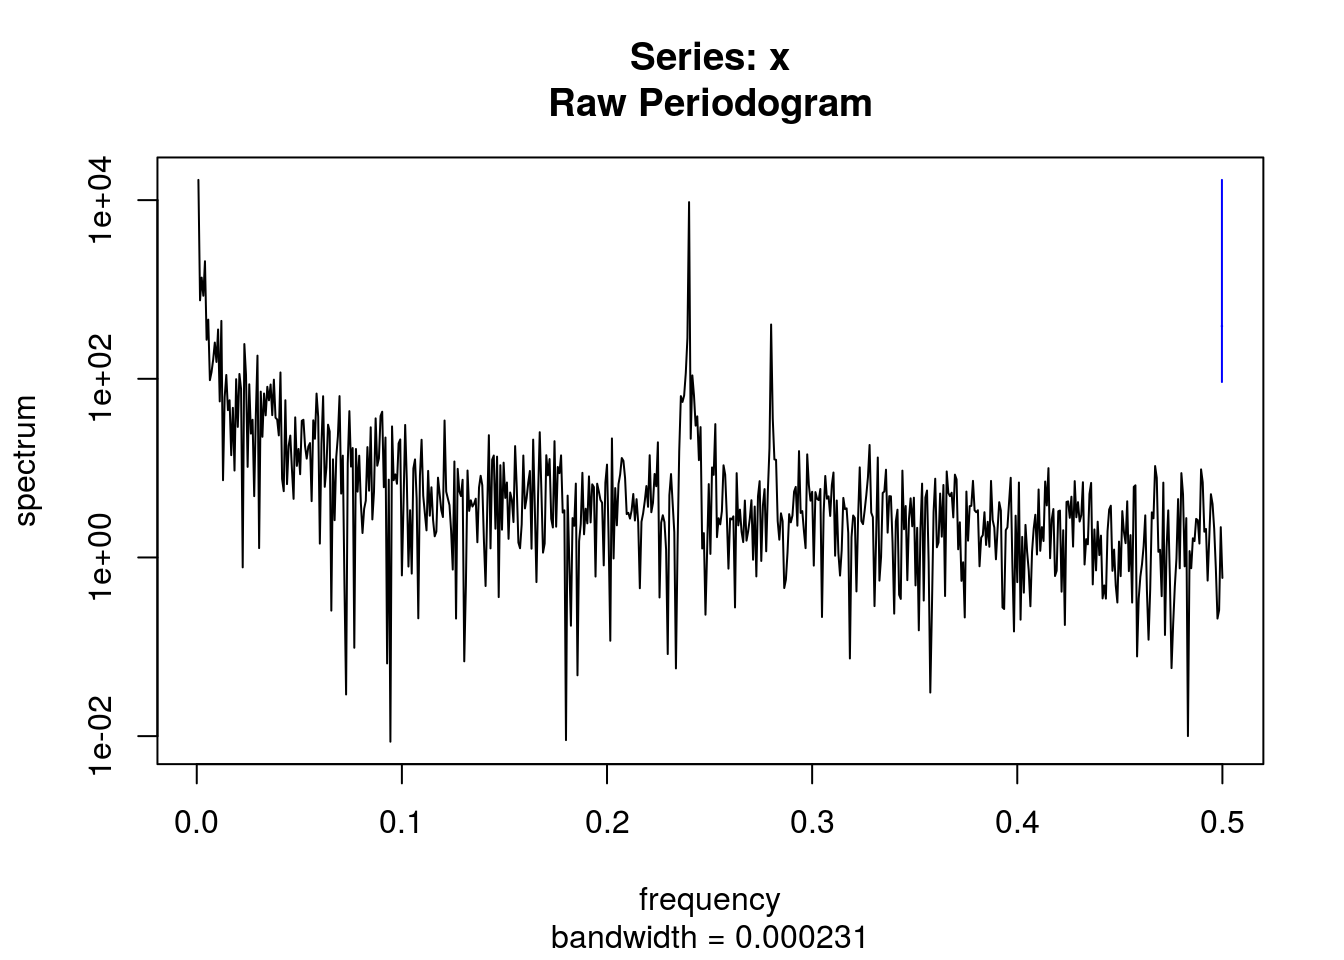 Series: x
Raw Periodogram
spectrum
1e+04
1e+02
1e+00
1e-02
0.0 0.1 0.2 0.3 0.4 0.5
frequency
bandwidth = 0.000231